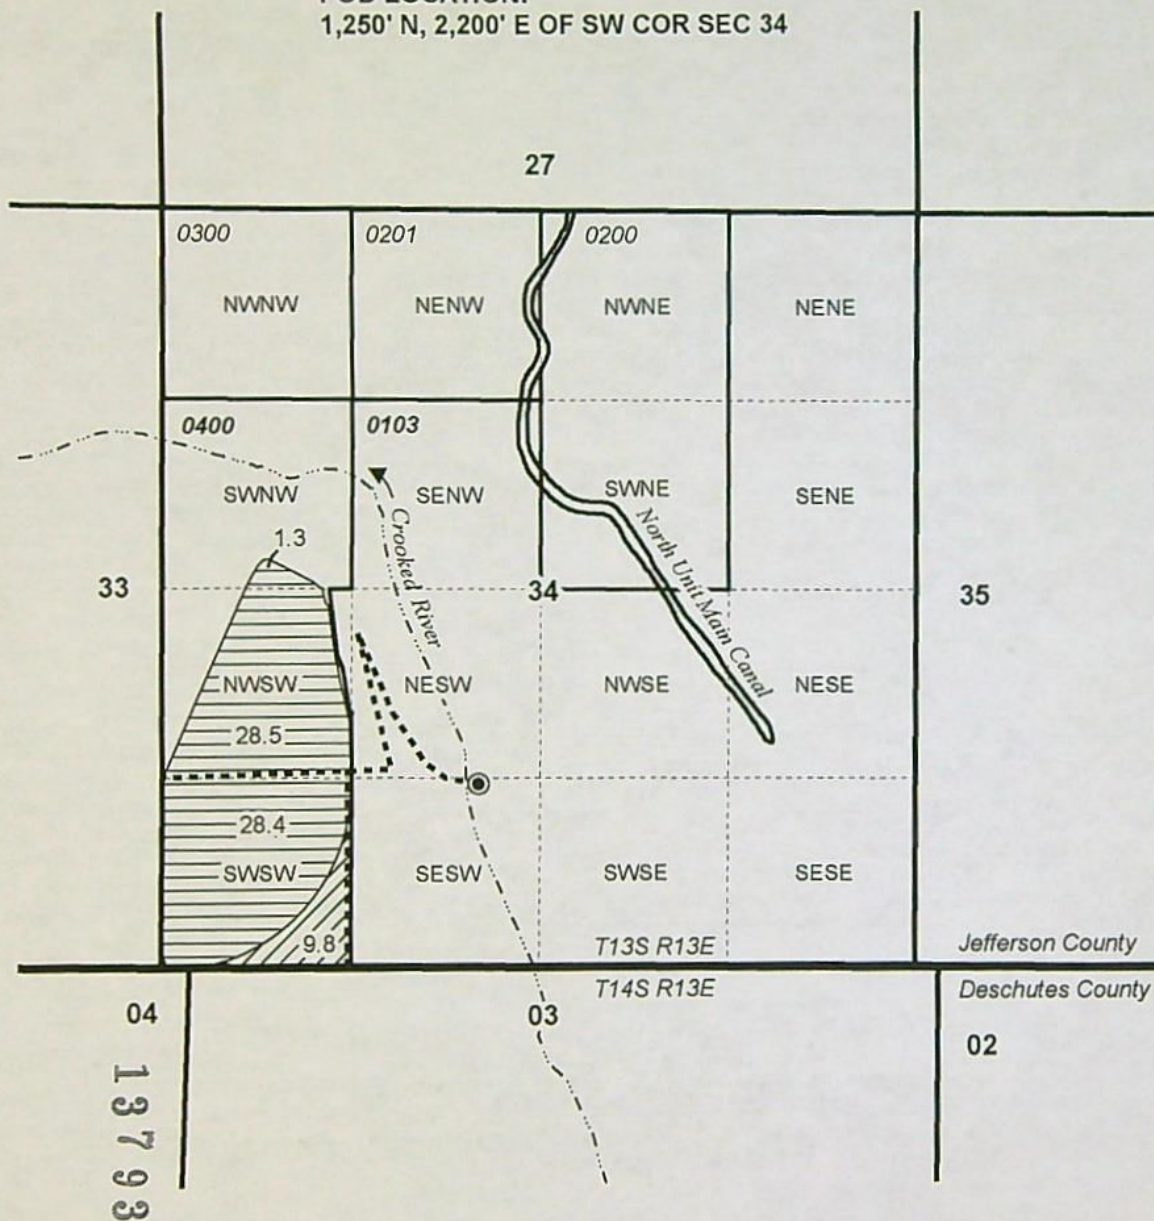 POD LOCATION:
1,250' N, 2,200' E OF SW COR SEC 34
27
0300
0201
0200
NWNW
NENW
NWNE
NENE
0400
0103
SWNW
SENW
SWNE
SENE
Crooked River
North Unit Main Canal
1.3
33
34
35
NWSW
NESW
NWSE
NESE
28.5
28.4
SWSW
SESW
SWSE
SESE
9.8
T13S R13E
Jefferson County
T14S R13E
Deschutes County
04
03
02
13793